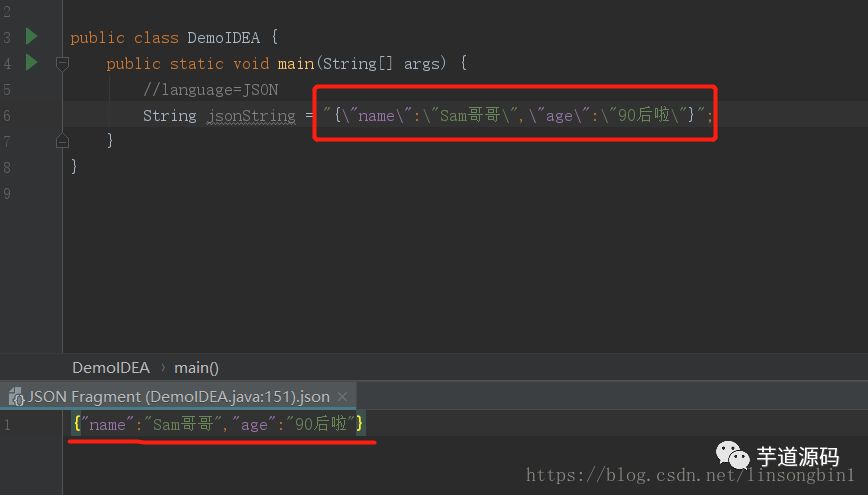 2
3 public class DemoIDEA {
4 public static void main(String[] args) {
5 //language=JSON
6 String jsonString = "{\"name\":\"Sam哥哥\",\"age\":\"90后啦\"}";
7 }
8 }
9
DemoIDEA › main()
JSON Fragment (DemoIDEA.java:151).json ×
1 {"name":"Sam哥哥","age":"90后啦"}
芋道源码
https://blog.csdn.net/linsongbin1